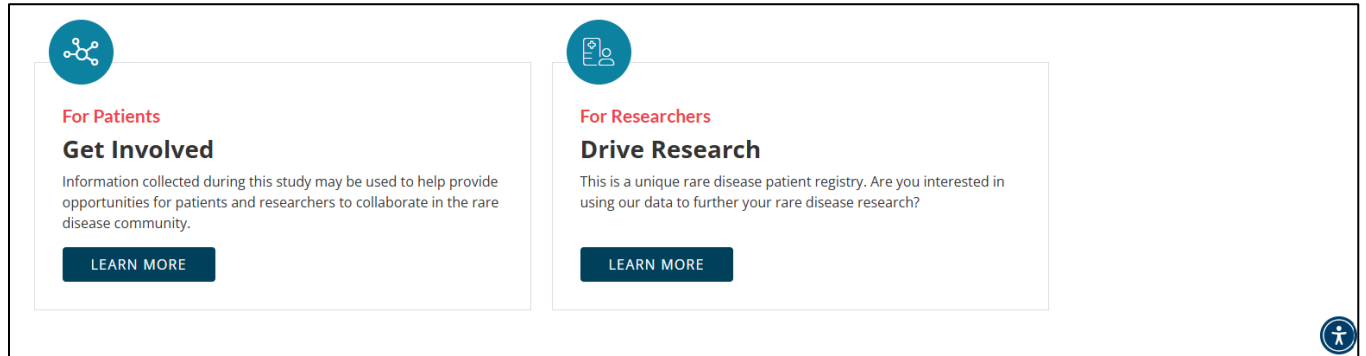 For Patients
Get Involved
Information collected during this study may be used to help provide
opportunities for patients and researchers to collaborate in the rare
disease community.
LEARN MORE
For Researchers
Drive Research
This is a unique rare disease patient registry. Are you interested in
using our data to further your rare disease research?
LEARN MORE